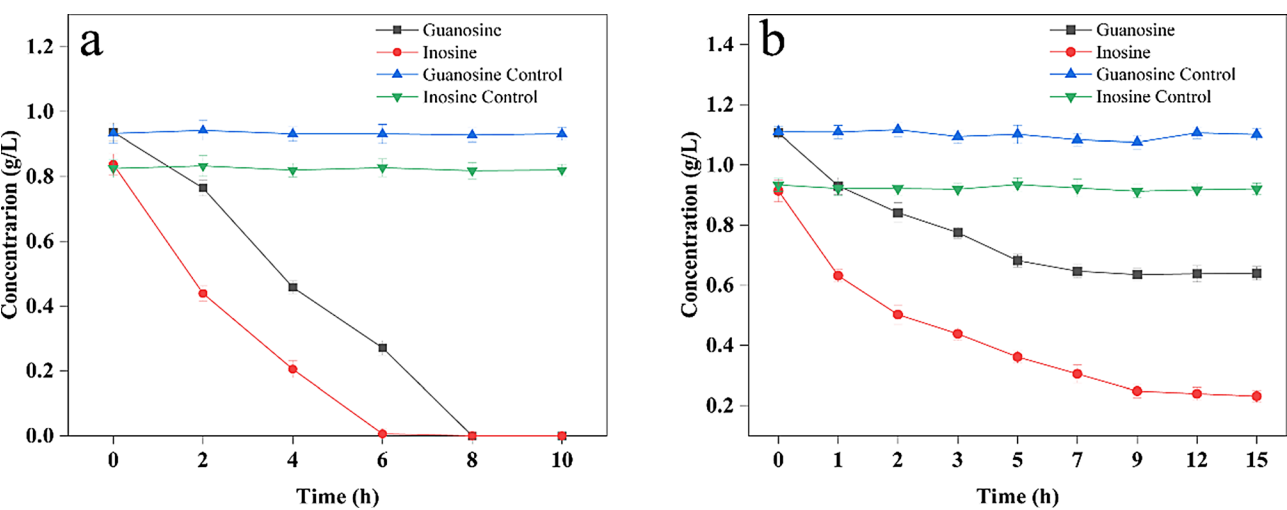 a
Guanosine
Inosine
Guanosine Control
Inosine Control
1.2
1.0
0.8
0.6
0.4
0.2
0.0
Concentrarion (g/L)
0 2 4 6 8 10
Time (h)
b
Guanosine
Inosine
Guanosine Control
Inosine Control
1.4
1.2
1.0
0.8
0.6
0.4
0.2
Concentration (g/L)
0 1 2 3 5 7 9 12 15
Time (h)